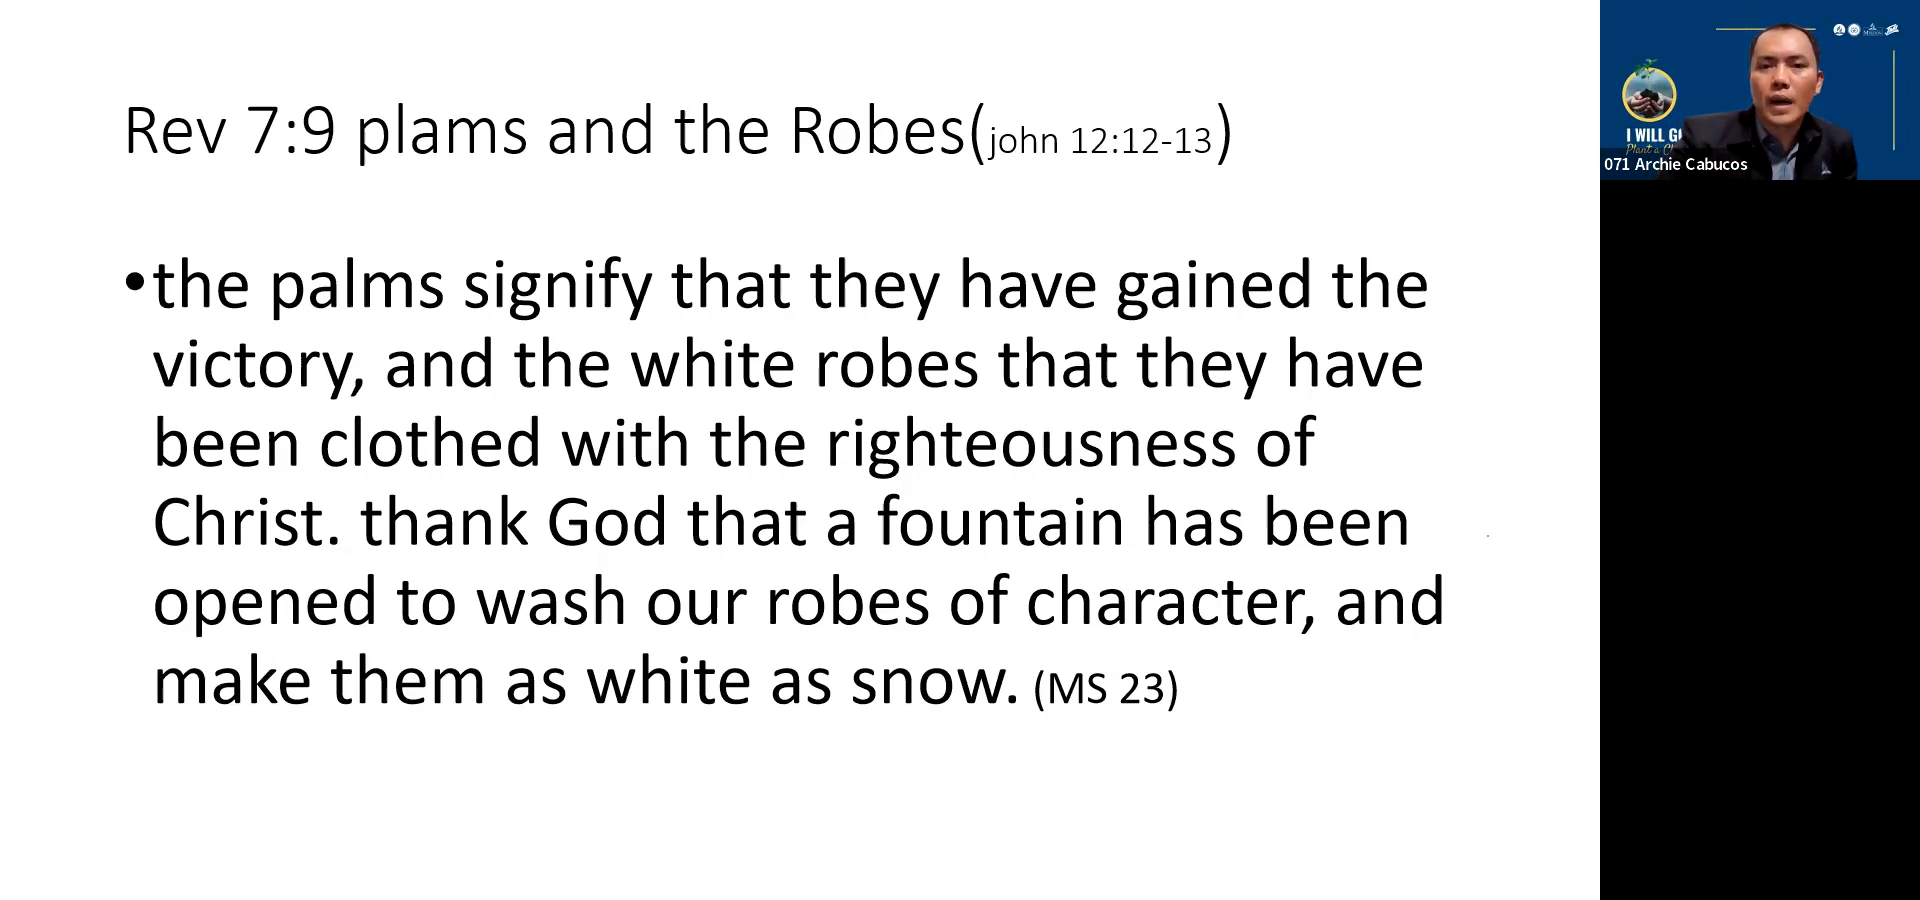 Rev 7:9 plams and the Robes(john 12:12-13)
•the palms signify that they have gained the
victory, and the white robes that they have
been clothed with the righteousness of
Christ. thank God that a fountain has been
opened to wash our robes of character, and
make them as white as snow. (MS 23)
I WILL G
Plant a C
071 Archie Cabucos